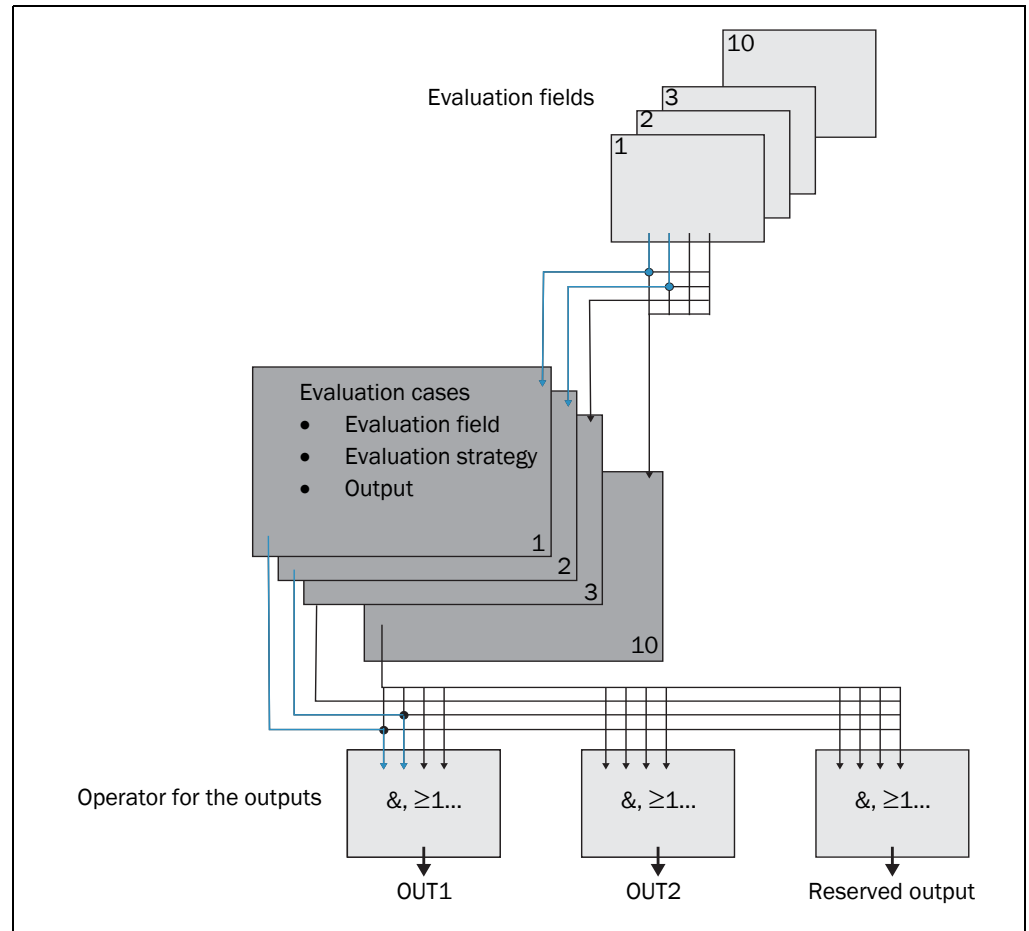 10
Evaluation fields
3
2
1
Evaluation cases
● Evaluation field
● Evaluation strategy
● Output
1
2
3
10
Operator for the outputs
&, ≥1...
&, ≥1...
&, ≥1...
OUT1
OUT2
Reserved output